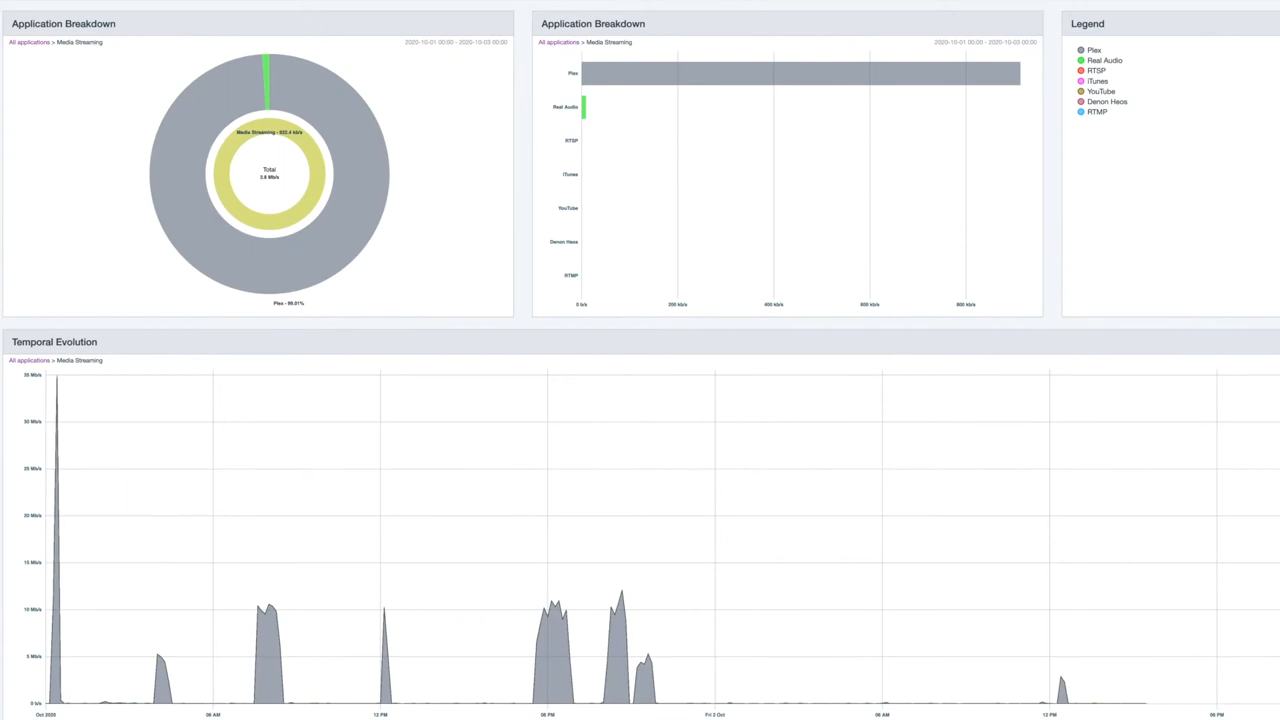 Application Breakdown
All applications > Media Streaming
2020-10-01 00:00 - 2020-10-03 00:00
Media Streaming - 922.4 kb/s
Total
3.8 Mb/s
Plex - 99.01%
Application Breakdown
All applications > Media Streaming
2020-10-01 00:00 - 2020-10-03 00:00
Plex
Real Audio
RTSP
iTunes
YouTube
Denon Heos
RTMP
0 b/s
200 kb/s
400 kb/s
600 kb/s
800 kb/s
Legend
Plex
Real Audio
RTSP
iTunes
YouTube
Denon Heos
RTMP
Temporal Evolution
All applications > Media Streaming
35 Mb/s
30 Mb/s
25 Mb/s
20 Mb/s
15 Mb/s
10 Mb/s
5 Mb/s
0 b/s
Oct 2020
06 AM
12 PM
06 PM
Fri 2 Oct
06 AM
12 PM
06 PM